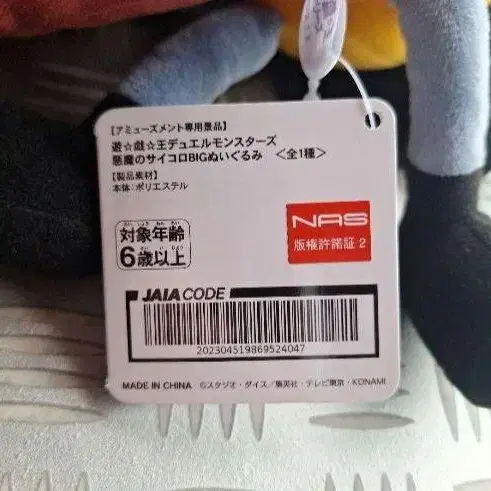 【アミューズメント専用景品】
遊☆戯☆王デュエルモンスターズ
悪魔のサイコロBIGぬいぐるみ <全1種>
【製品素材】
本体:ポリエステル
対象年齢
6歳以上
NAS
版権許諾証 2
JAIA CODE
202304519869524047
MADE IN CHINA ©スタジオ・ダイス/集英社・テレビ東京・KONAMI